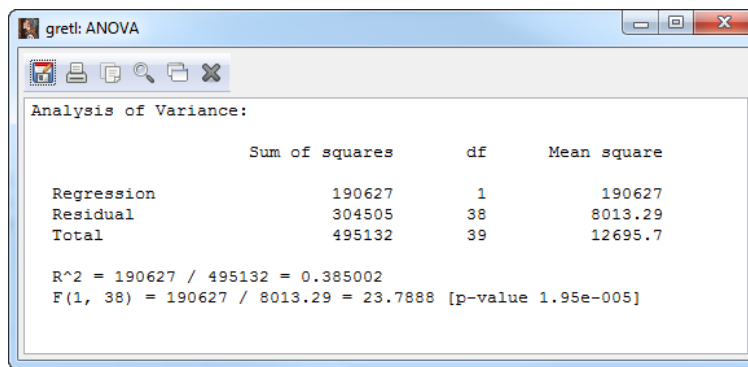 gretl: ANOVA
Analysis of Variance:
Sum of squares df Mean square
Regression 190627 1 190627
Residual 304505 38 8013.29
Total 495132 39 12695.7
R^2 = 190627 / 495132 = 0.385002
F(1, 38) = 190627 / 8013.29 = 23.7888 [p-value 1.95e-005]